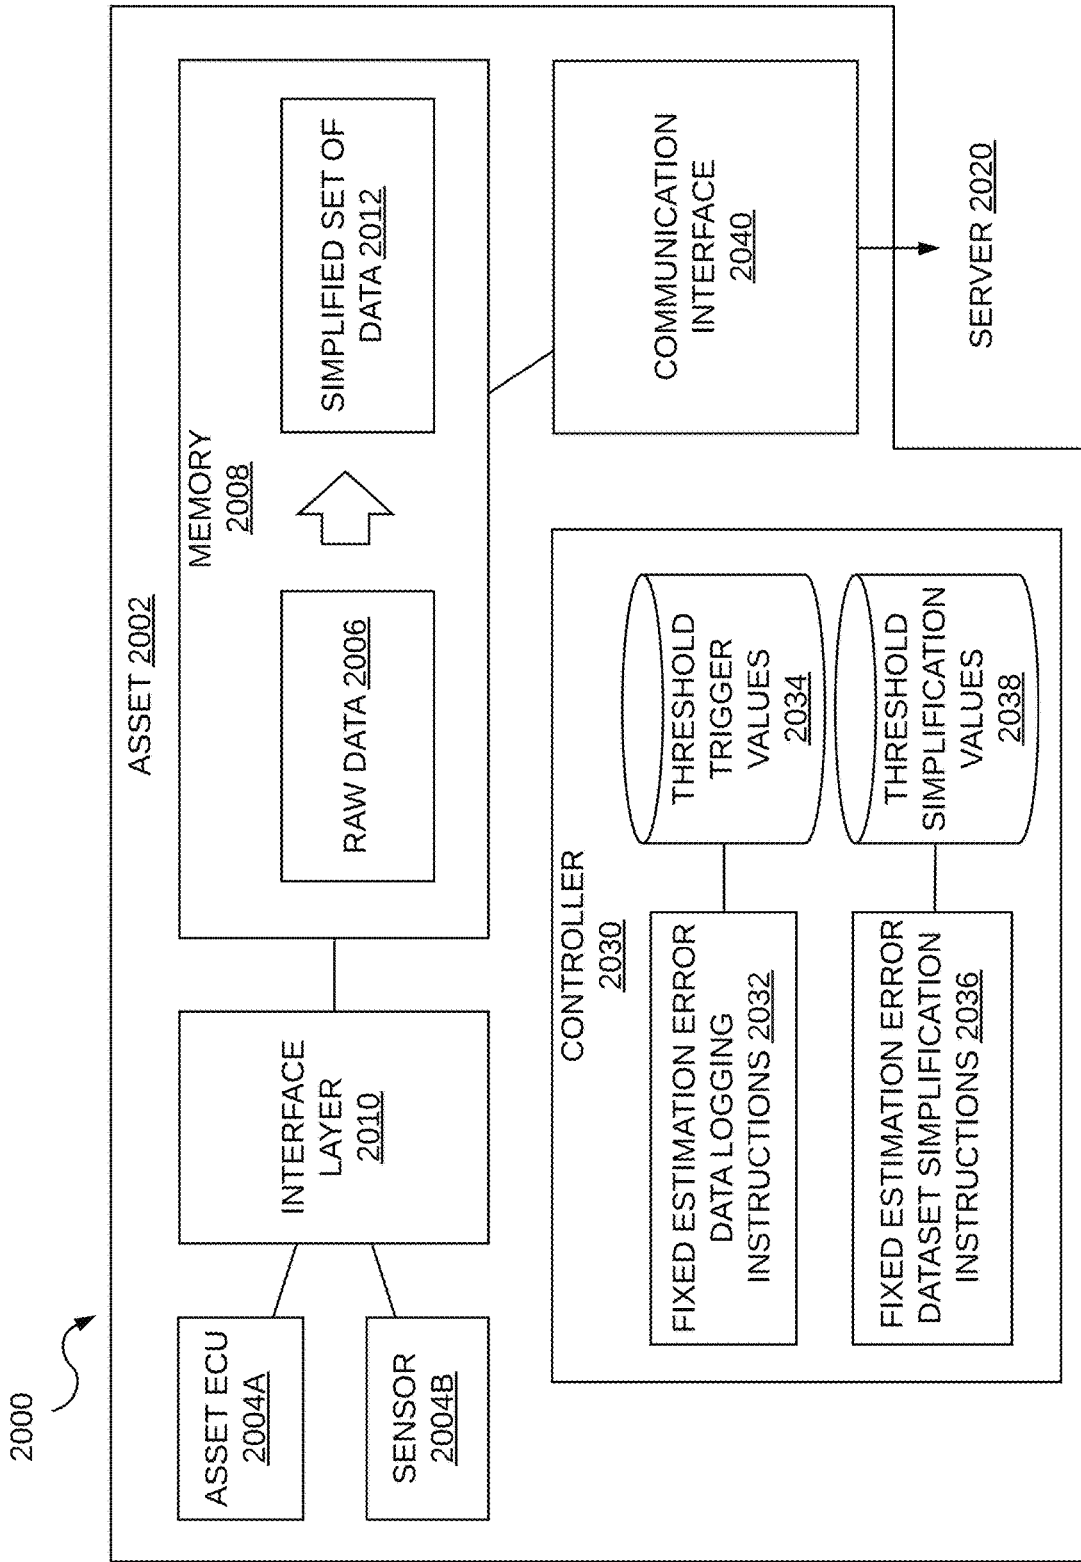 2000
ASSET 2002
ASSET ECU
2004A
SENSOR
2004B
INTERFACE
LAYER
2010
MEMORY
2008
RAW DATA 2006
SIMPLIFIED SET OF
DATA 2012
CONTROLLER
2030
FIXED ESTIMATION ERROR
DATA LOGGING
INSTRUCTIONS 2032
THRESHOLD
TRIGGER
VALUES
2034
FIXED ESTIMATION ERROR
DATASET SIMPLIFICATION
INSTRUCTIONS 2036
THRESHOLD
SIMPLIFICATION
VALUES
2038
COMMUNICATION
INTERFACE
2040
SERVER 2020